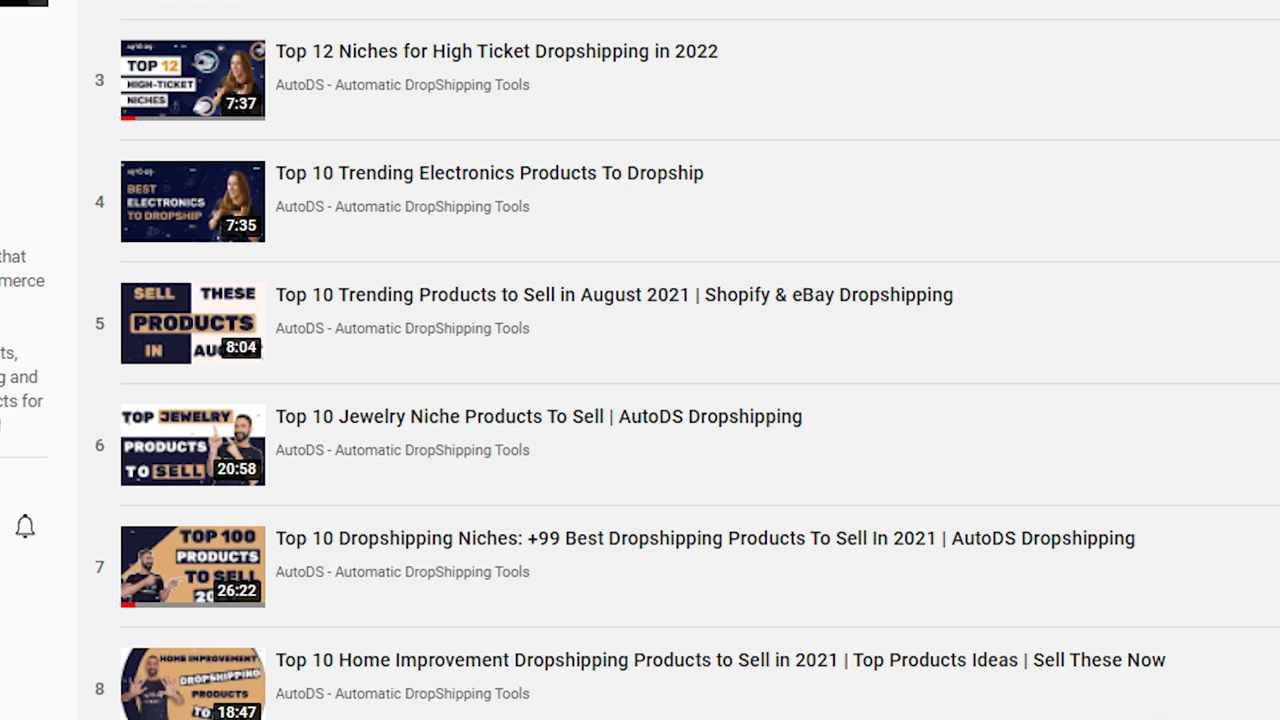 that
merce
ts,
g and
cts for
!
3
TOP 12
HIGH-TICKET
NICHES
7:37
Top 12 Niches for High Ticket Dropshipping in 2022
AutoDS - Automatic DropShipping Tools
4
BEST
ELECTRONICS
TO DROPSHIP
7:35
Top 10 Trending Electronics Products To Dropship
AutoDS - Automatic DropShipping Tools
5
SELL THESE
PRODUCTS
IN AU
8:04
Top 10 Trending Products to Sell in August 2021 | Shopify & eBay Dropshipping
AutoDS - Automatic DropShipping Tools
6
TOP JEWELRY
PRODUCTS
TO SELL
20:58
Top 10 Jewelry Niche Products To Sell | AutoDS Dropshipping
AutoDS - Automatic DropShipping Tools
7
TOP 100
PRODUCTS
TO SELL
20
26:22
Top 10 Dropshipping Niches: +99 Best Dropshipping Products To Sell In 2021 | AutoDS Dropshipping
AutoDS - Automatic DropShipping Tools
8
HOME IMPROVEMENT
DROPSHIPPING
PRODUCTS
TO
18:47
Top 10 Home Improvement Dropshipping Products to Sell in 2021 | Top Products Ideas | Sell These Now
AutoDS - Automatic DropShipping Tools